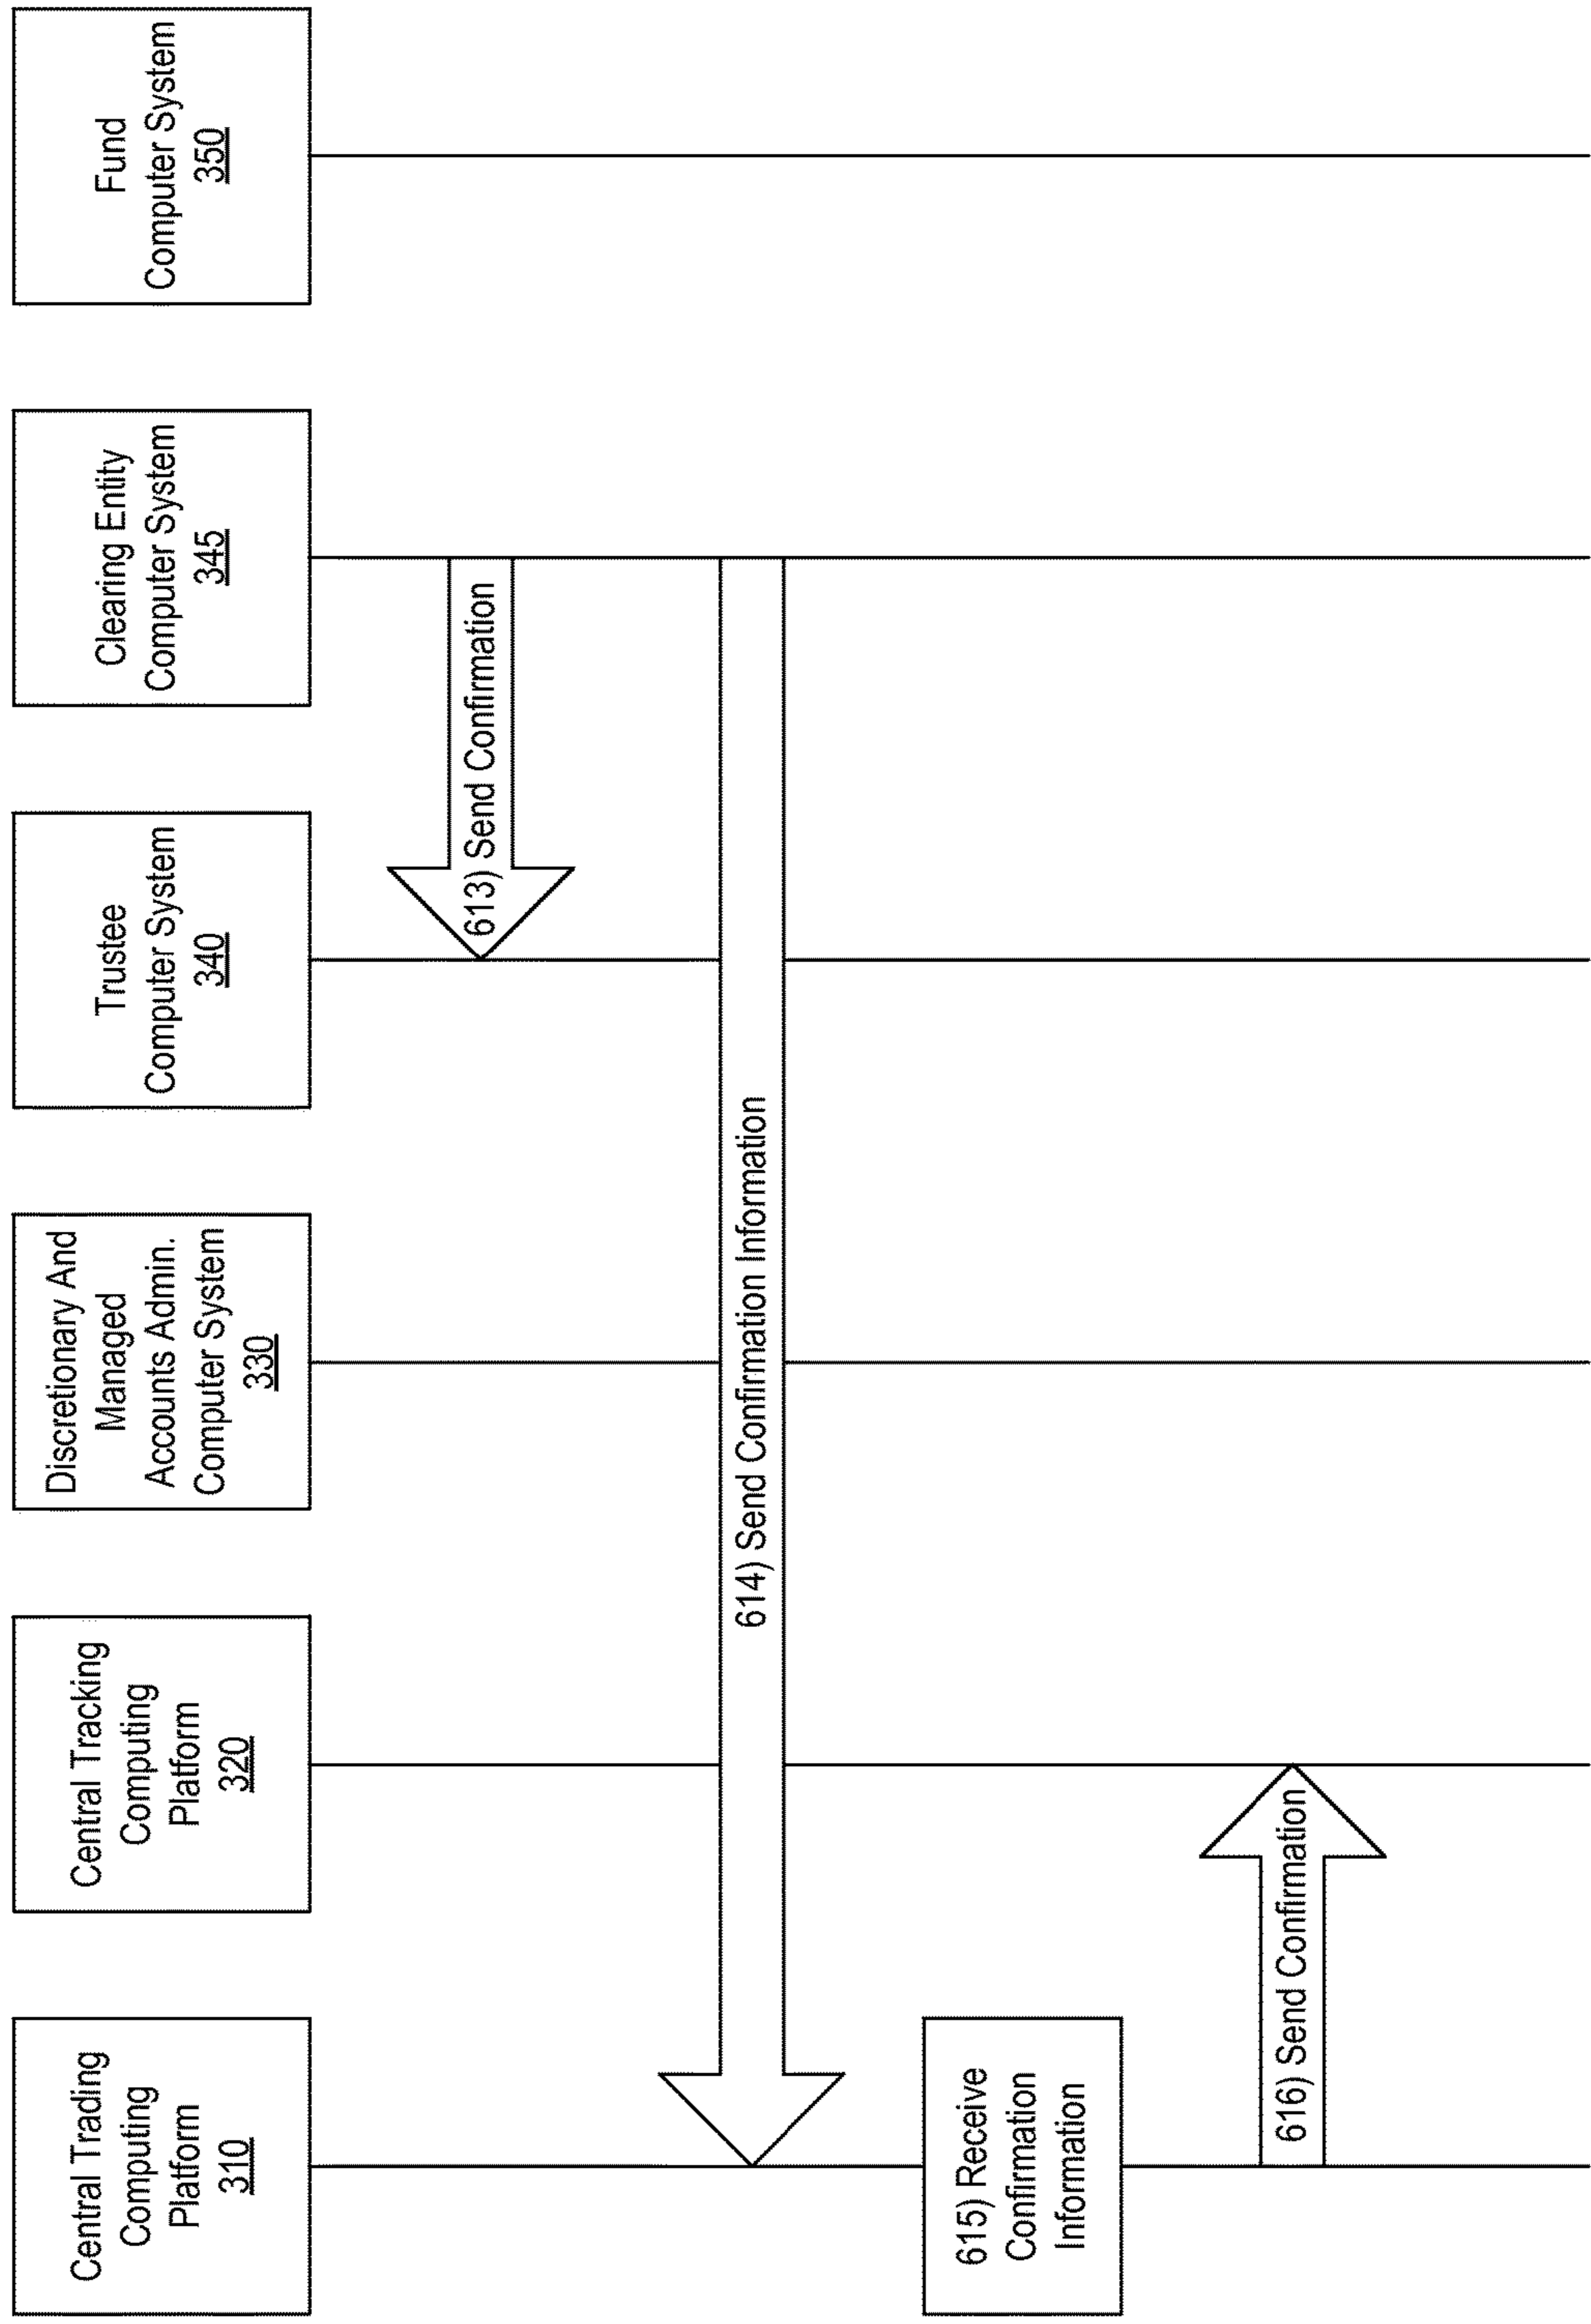 Central Trading
Computing
Platform
310
Central Tracking
Computing
Platform
320
Discretionary And
Managed
Accounts Admin.
Computer System
330
Trustee
Computer System
340
Clearing Entity
Computer System
345
Fund
Computer System
350
613) Send Confirmation
614) Send Confirmation Information
615) Receive
Confirmation
Information
616) Send Confirmation